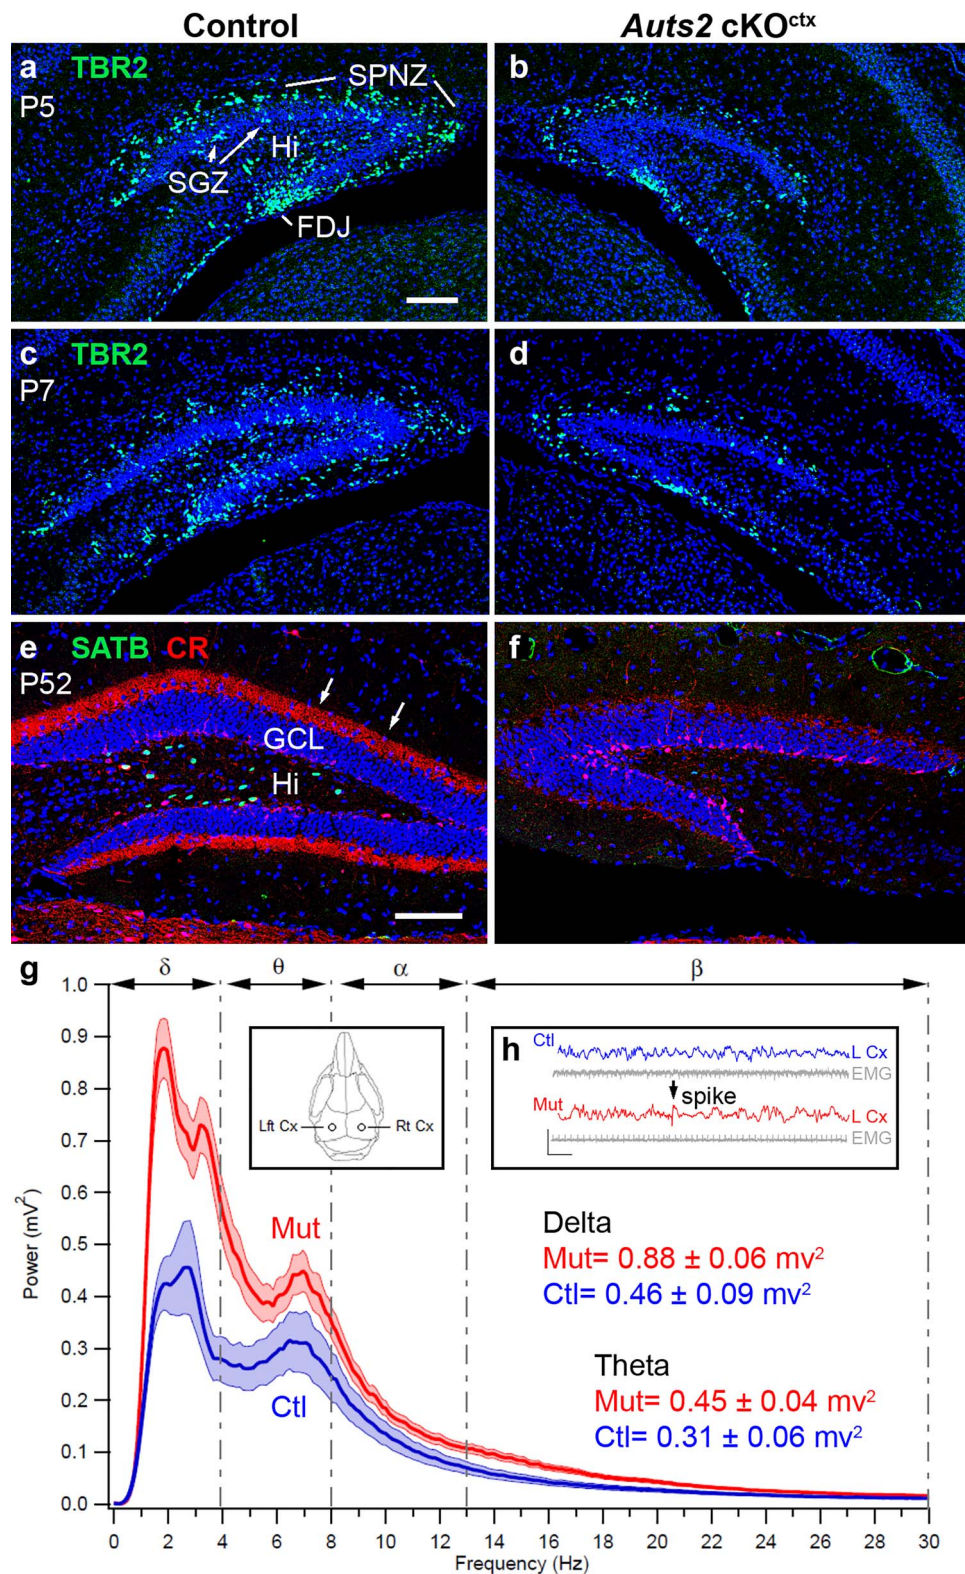 Control
Auts2 cKO^ctx
a TBR2
P5
SPNZ
Hi
SGZ
FDJ
b
c TBR2
P7
d
e SATB CR
P52
GCL
Hi
f
g
δ θ α β
1.0
0.9
0.8
0.7
0.6
0.5
0.4
0.3
0.2
0.1
0.0
Power (mV²)
Lft Cx
Rt Cx
h
Ctl
L Cx
EMG
spike
Mut
L Cx
EMG
Mut
Ctl
Delta
Mut= 0.88 ± 0.06 mv²
Ctl= 0.46 ± 0.09 mv²
Theta
Mut= 0.45 ± 0.04 mv²
Ctl= 0.31 ± 0.06 mv²
0 2 4 6 8 10 12 14 16 18 20 22 24 26 28 30
Frequency (Hz)